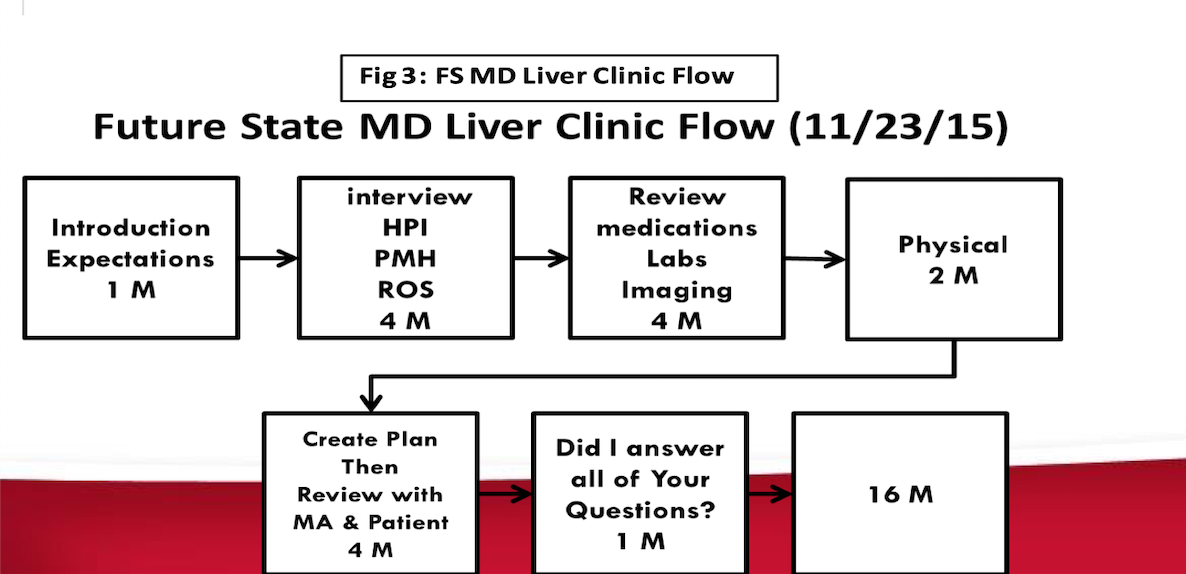 Fig 3: FS MD Liver Clinic Flow
Future State MD Liver Clinic Flow (11/23/15)
Introduction
Expectations
1 M
interview
HPI
PMH
ROS
4 M
Review
medications
Labs
Imaging
4 M
Physical
2 M
Create Plan
Then
Review with
MA & Patient
4 M
Did I answer
all of Your
Questions?
1 M
16 M